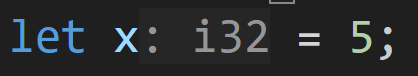 let x: i32 = 5;